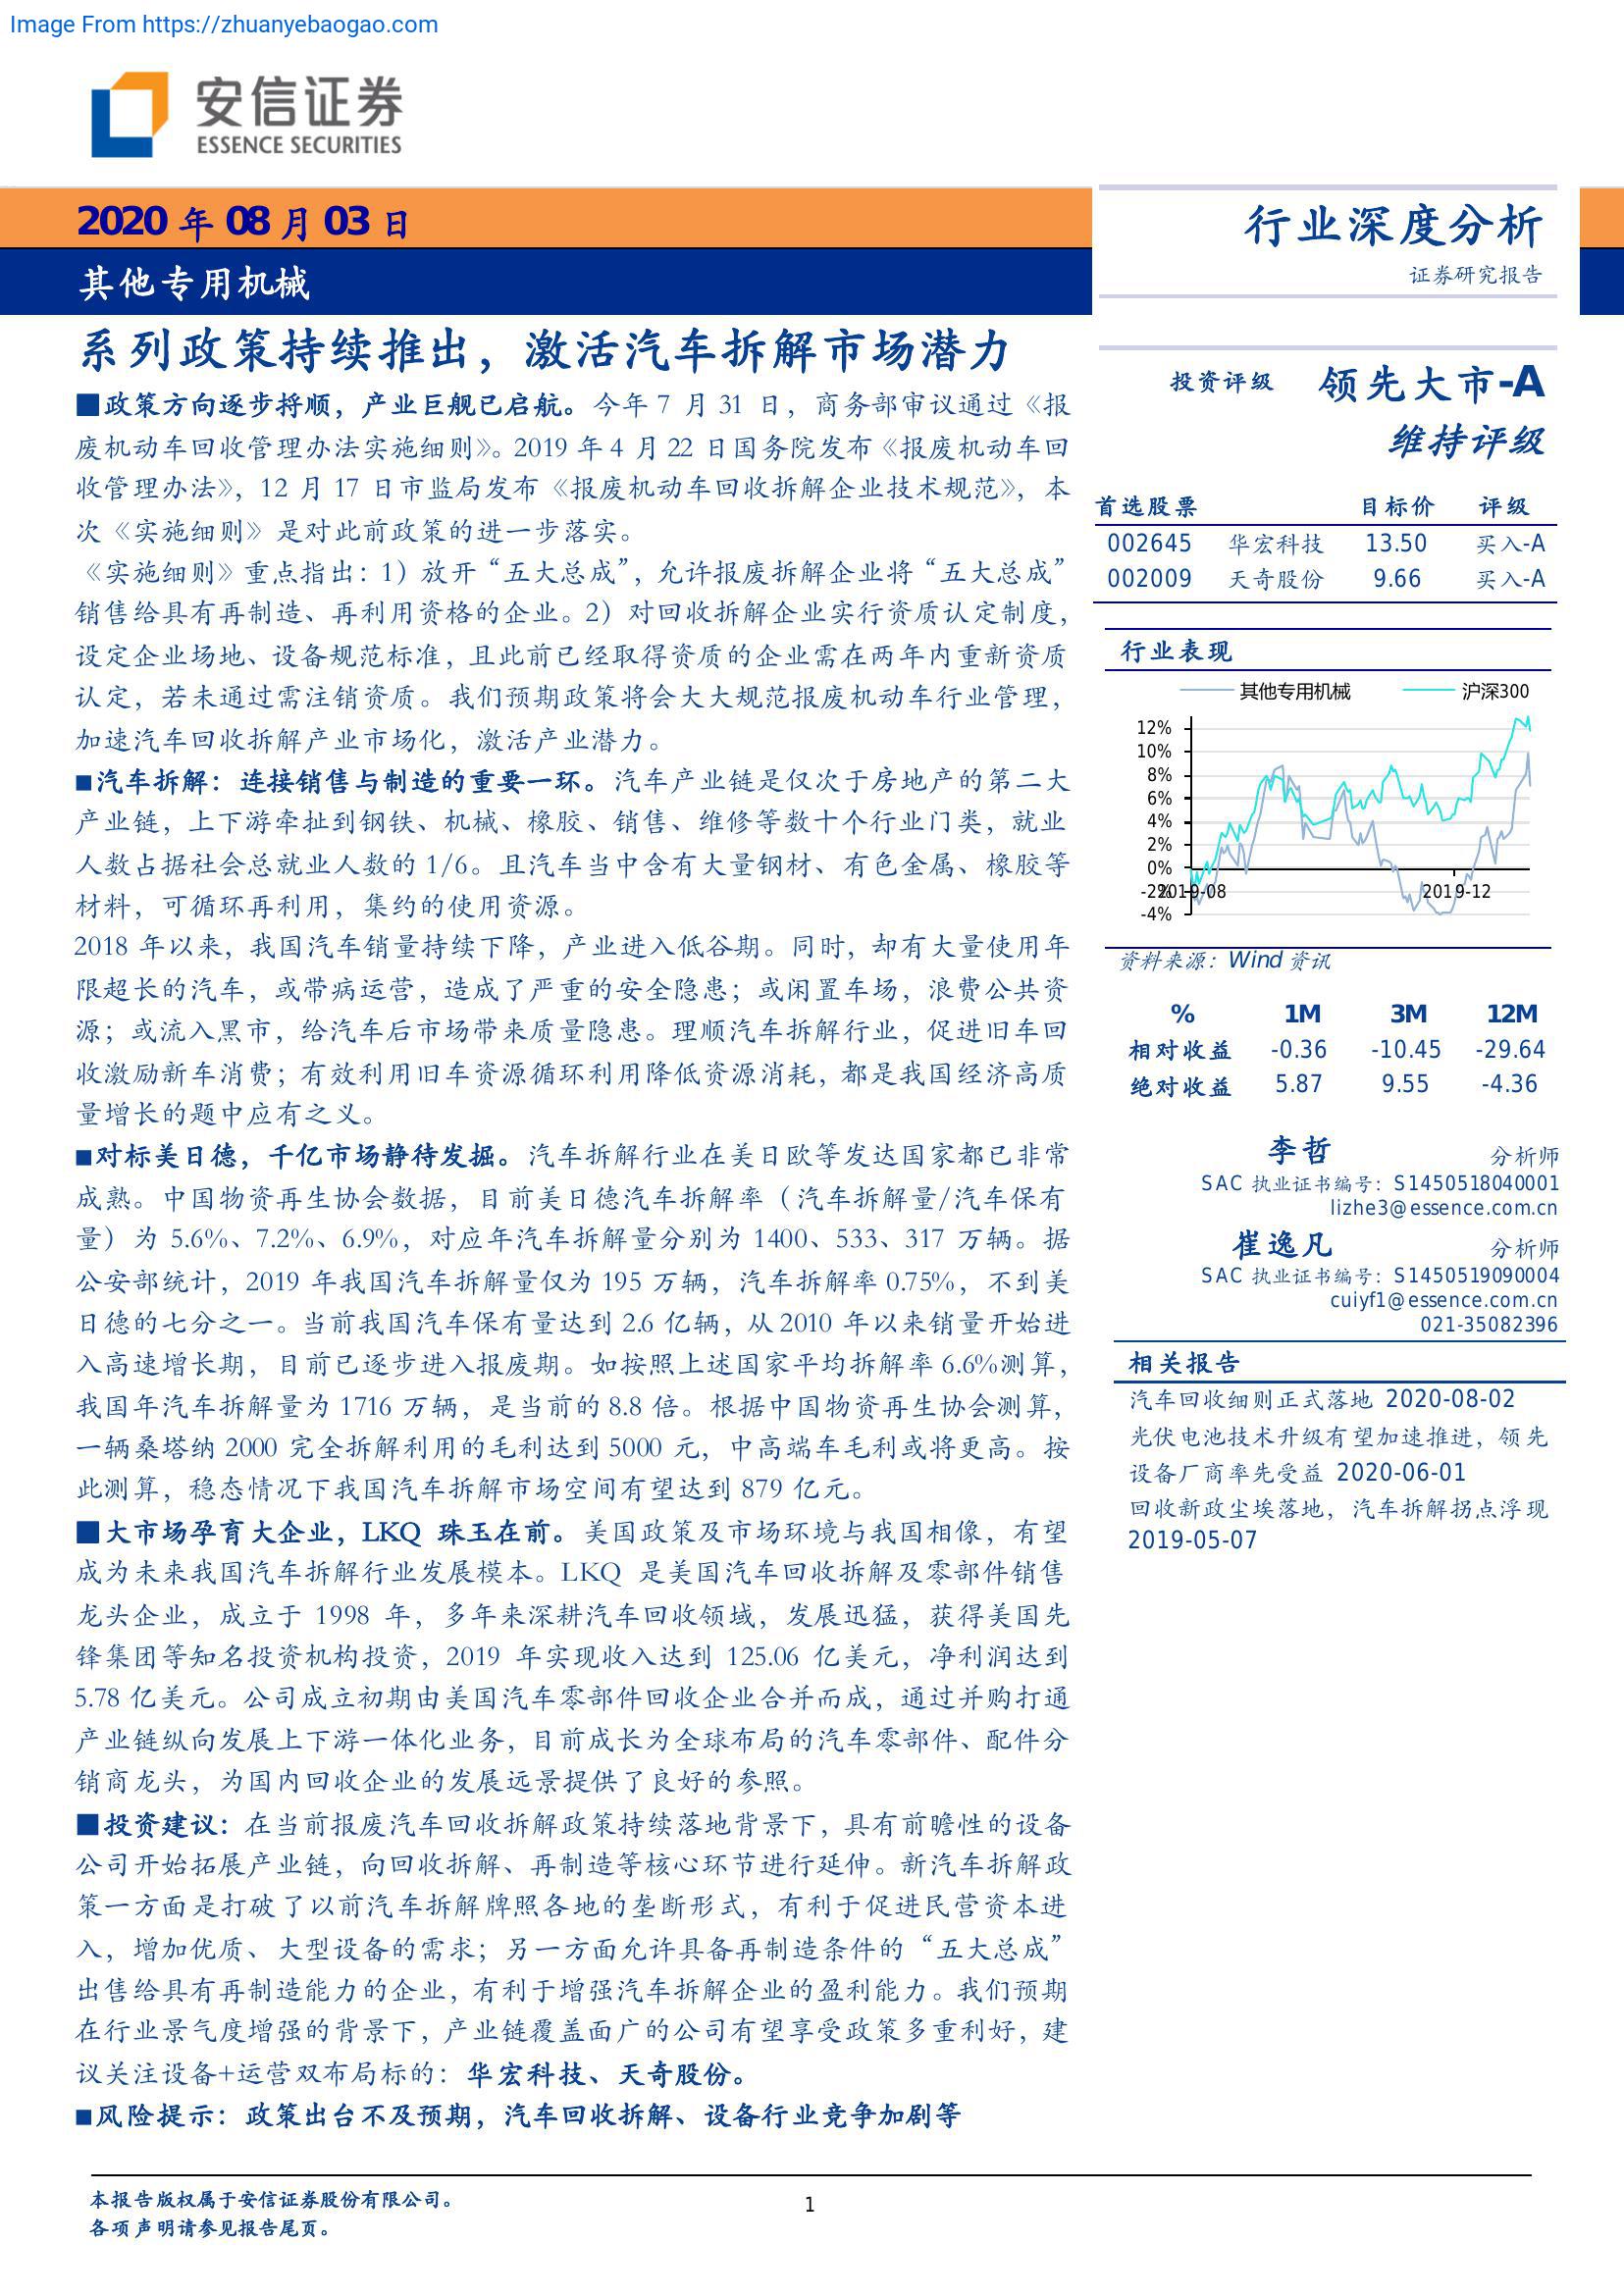 Image From https://zhuanyebaogao.com
安信证券
ESSENCE SECURITIES
2020 年 08 月 03 日
其他专用机械
行业深度分析
证券研究报告
系列政策持续推出，激活汽车拆解市场潜力
■政策方向逐步捋顺，产业巨舰已启航。今年 7 月 31 日，商务部审议通过《报
废机动车回收管理办法实施细则》。2019 年 4 月 22 日国务院发布《报废机动车回
收管理办法》，12 月 17 日市监局发布《报废机动车回收拆解企业技术规范》，本
次《实施细则》是对此前政策的进一步落实。
《实施细则》重点指出：1）放开“五大总成”，允许报废拆解企业将“五大总成”
销售给具有再制造、再利用资格的企业。2）对回收拆解企业实行资质认定制度，
设定企业场地、设备规范标准，且此前已经取得资质的企业需在两年内重新资质
认定，若未通过需注销资质。我们预期政策将会大大规范报废机动车行业管理，
加速汽车回收拆解产业市场化，激活产业潜力。
■汽车拆解：连接销售与制造的重要一环。汽车产业链是仅次于房地产的第二大
产业链，上下游牵扯到钢铁、机械、橡胶、销售、维修等数十个行业门类，就业
人数占据社会总就业人数的 1/6。且汽车当中含有大量钢材、有色金属、橡胶等
材料，可循环再利用，集约的使用资源。
2018 年以来，我国汽车销量持续下降，产业进入低谷期。同时，却有大量使用年
限超长的汽车，或带病运营，造成了严重的安全隐患；或闲置车场，浪费公共资
源；或流入黑市，给汽车后市场带来质量隐患。理顺汽车拆解行业，促进旧车回
收激励新车消费；有效利用旧车资源循环利用降低资源消耗，都是我国经济高质
量增长的题中应有之义。
■对标美日德，千亿市场静待发掘。汽车拆解行业在美日欧等发达国家都已非常
成熟。中国物资再生协会数据，目前美日德汽车拆解率（汽车拆解量/汽车保有
量）为 5.6%、7.2%、6.9%，对应年汽车拆解量分别为 1400、533、317 万辆。据
公安部统计，2019 年我国汽车拆解量仅为 195 万辆，汽车拆解率 0.75%，不到美
日德的七分之一。当前我国汽车保有量达到 2.6 亿辆，从 2010 年以来销量开始进
入高速增长期，目前已逐步进入报废期。如按照上述国家平均拆解率 6.6%测算，
我国年汽车拆解量为 1716 万辆，是当前的 8.8 倍。根据中国物资再生协会测算，
一辆桑塔纳 2000 完全拆解利用的毛利达到 5000 元，中高端车毛利或将更高。按
此测算，稳态情况下我国汽车拆解市场空间有望达到 879 亿元。
■大市场孕育大企业，LKQ 珠玉在前。美国政策及市场环境与我国相像，有望
成为未来我国汽车拆解行业发展模本。LKQ 是美国汽车回收拆解及零部件销售
龙头企业，成立于 1998 年，多年来深耕汽车回收领域，发展迅猛，获得美国先
锋集团等知名投资机构投资，2019 年实现收入达到 125.06 亿美元，净利润达到
5.78 亿美元。公司成立初期由美国汽车零部件回收企业合并而成，通过并购打通
产业链纵向发展上下游一体化业务，目前成长为全球布局的汽车零部件、配件分
销商龙头，为国内回收企业的发展远景提供了良好的参照。
■投资建议：在当前报废汽车回收拆解政策持续落地背景下，具有前瞻性的设备
公司开始拓展产业链，向回收拆解、再制造等核心环节进行延伸。新汽车拆解政
策一方面是打破了以前汽车拆解牌照各地的垄断形式，有利于促进民营资本进
入，增加优质、大型设备的需求；另一方面允许具备再制造条件的“五大总成”
出售给具有再制造能力的企业，有利于增强汽车拆解企业的盈利能力。我们预期
在行业景气度增强的背景下，产业链覆盖面广的公司有望享受政策多重利好，建
议关注设备+运营双布局标的：华宏科技、天奇股份。
■风险提示：政策出台不及预期，汽车回收拆解、设备行业竞争加剧等
投资评级 领先大市-A
维持评级
首选股票 目标价 评级
002645 华宏科技 13.50 买入-A
002009 天奇股份 9.66 买入-A
行业表现
其他专用机械 沪深300
12%
10%
8%
6%
4%
2%
0%
-2%
-4%
2019-08 2019-12
资料来源：Wind 资讯
% 1M 3M 12M
相对收益 -0.36 -10.45 -29.64
绝对收益 5.87 9.55 -4.36
李哲 分析师
SAC 执业证书编号：S1450518040001
lizhe3@essence.com.cn
崔逸凡 分析师
SAC 执业证书编号：S1450519090004
cuiyf1@essence.com.cn
021-35082396
相关报告
汽车回收细则正式落地 2020-08-02
光伏电池技术升级有望加速推进，领先
设备厂商率先受益 2020-06-01
回收新政尘埃落地，汽车拆解拐点浮现
2019-05-07
本报告版权属于安信证券股份有限公司。
各项声明请参见报告尾页。
1